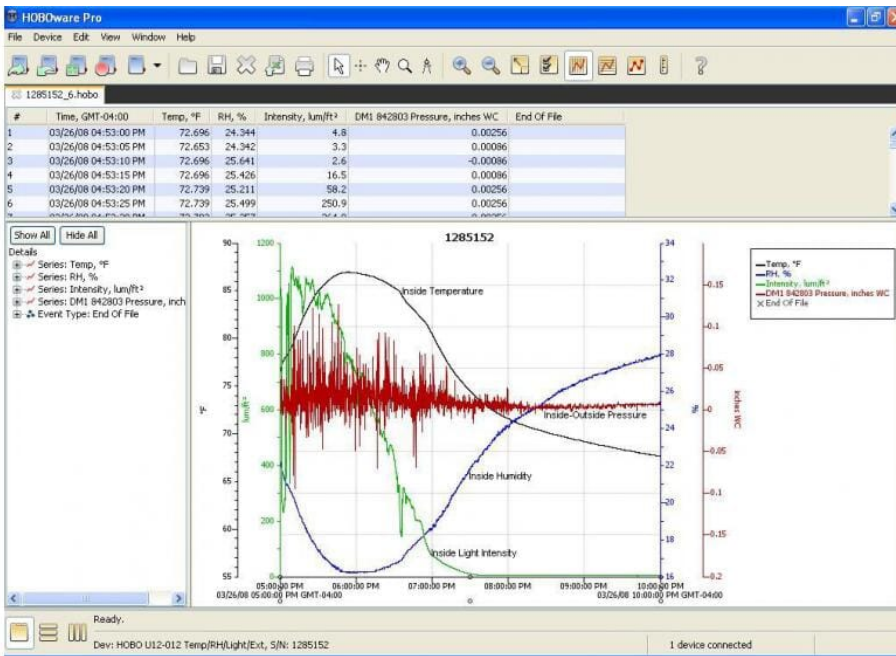 HOBOware Pro
File Device Edit View Window Help
1285152_6.hobo
# Time, GMT-04:00 Temp, °F RH, % Intensity, lum/ft² DM1 842803 Pressure, inches WC End Of File
1 03/26/08 04:53:00 PM 72.696 24.344 4.8 0.00256
2 03/26/08 04:53:05 PM 72.653 24.342 3.3 0.00086
3 03/26/08 04:53:10 PM 72.696 25.641 2.6 -0.00086
4 03/26/08 04:53:15 PM 72.696 25.426 16.5 0.00086
5 03/26/08 04:53:20 PM 72.739 25.211 58.2 0.00256
6 03/26/08 04:53:25 PM 72.739 25.499 250.9 0.00256
Show All Hide All
Details
Series: Temp, °F
Series: RH, %
Series: Intensity, lum/ft²
Series: DM1 842803 Pressure, inch
Event Type: End Of File
1285152
90 1200 34
85 1000 32 0.15
80 800 30 0.1
75 600 28 0.05
70 400 26 0
65 200 24 -0.05
60 0 22 -0.1
55 20 -0.15
18 -0.2
16
°F
lum/ft²
%
inches WC
Inside Temperature
Inside-Outside Pressure
Inside Humidity
Inside Light Intensity
Temp, °F
RH, %
Intensity, lum/ft²
DM1 842803 Pressure, inches WC
End Of File
05:00:00 PM 06:00:00 PM 07:00:00 PM 08:00:00 PM 09:00:00 PM 10:00:00 PM
03/26/08 05:00:00 PM GMT-04:00 03/26/08 10:00:00 PM GMT-04:00
Ready.
Dev: HOBO U12-012 Temp/RH/Light/Ext, S/N: 1285152 1 device connected